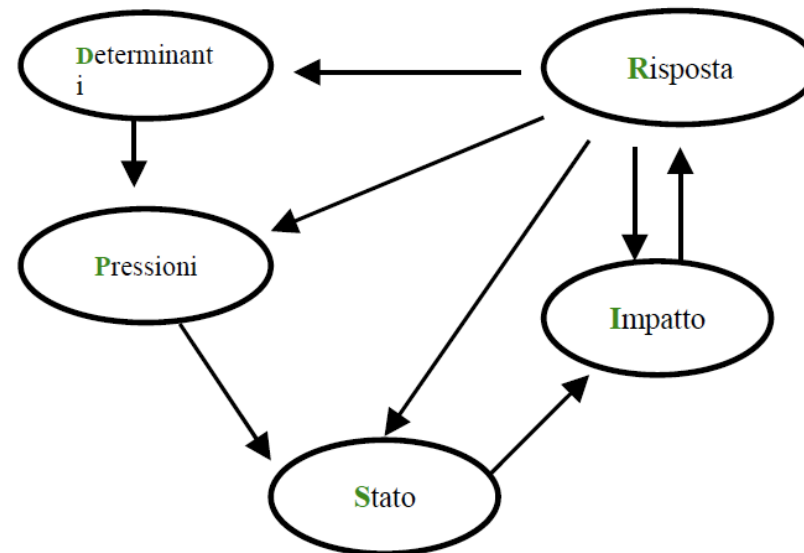 Determinant
i
Risposta
Pressioni
Impatto
Stato